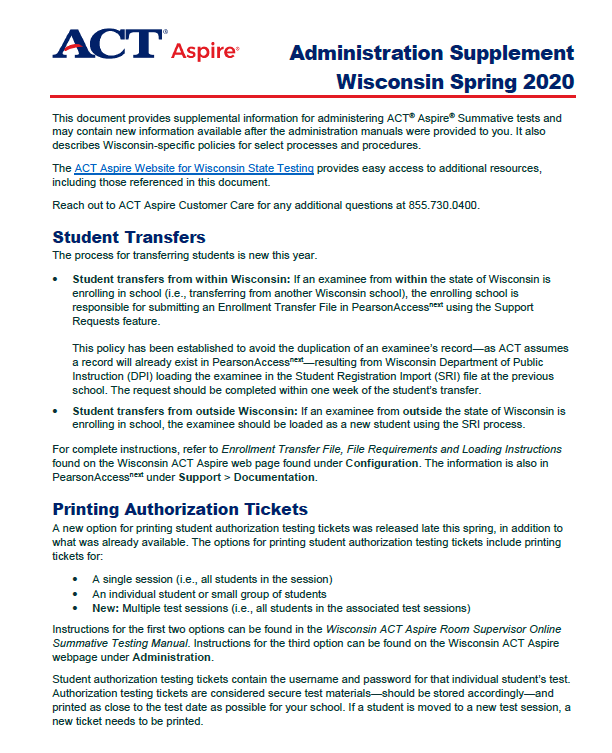 ACT® Aspire®
Administration Supplement
Wisconsin Spring 2020
This document provides supplemental information for administering ACT® Aspire® Summative tests and
may contain new information available after the administration manuals were provided to you. It also
describes Wisconsin-specific policies for select processes and procedures.
The ACT Aspire Website for Wisconsin State Testing provides easy access to additional resources,
including those referenced in this document.
Reach out to ACT Aspire Customer Care for any additional questions at 855.730.0400.
Student Transfers
The process for transferring students is new this year.
• Student transfers from within Wisconsin: If an examinee from within the state of Wisconsin is
enrolling in school (i.e., transferring from another Wisconsin school), the enrolling school is
responsible for submitting an Enrollment Transfer File in PearsonAccessnext using the Support
Requests feature.
This policy has been established to avoid the duplication of an examinee's record—as ACT assumes
a record will already exist in PearsonAccessnext—resulting from Wisconsin Department of Public
Instruction (DPI) loading the examinee in the Student Registration Import (SRI) file at the previous
school. The request should be completed within one week of the student's transfer.
• Student transfers from outside Wisconsin: If an examinee from outside the state of Wisconsin is
enrolling in school, the examinee should be loaded as a new student using the SRI process.
For complete instructions, refer to Enrollment Transfer File, File Requirements and Loading Instructions
found on the Wisconsin ACT Aspire web page found under Configuration. The information is also in
PearsonAccessnext under Support > Documentation.
Printing Authorization Tickets
A new option for printing student authorization testing tickets was released late this spring, in addition to
what was already available. The options for printing student authorization testing tickets include printing
tickets for:
• A single session (i.e., all students in the session)
• An individual student or small group of students
• New: Multiple test sessions (i.e., all students in the associated test sessions)
Instructions for the first two options can be found in the Wisconsin ACT Aspire Room Supervisor Online
Summative Testing Manual. Instructions for the third option can be found on the Wisconsin ACT Aspire
webpage under Administration.
Student authorization testing tickets contain the username and password for that individual student's test.
Authorization testing tickets are considered secure test materials—should be stored accordingly—and
printed as close to the test date as possible for your school. If a student is moved to a new test session, a
new ticket needs to be printed.